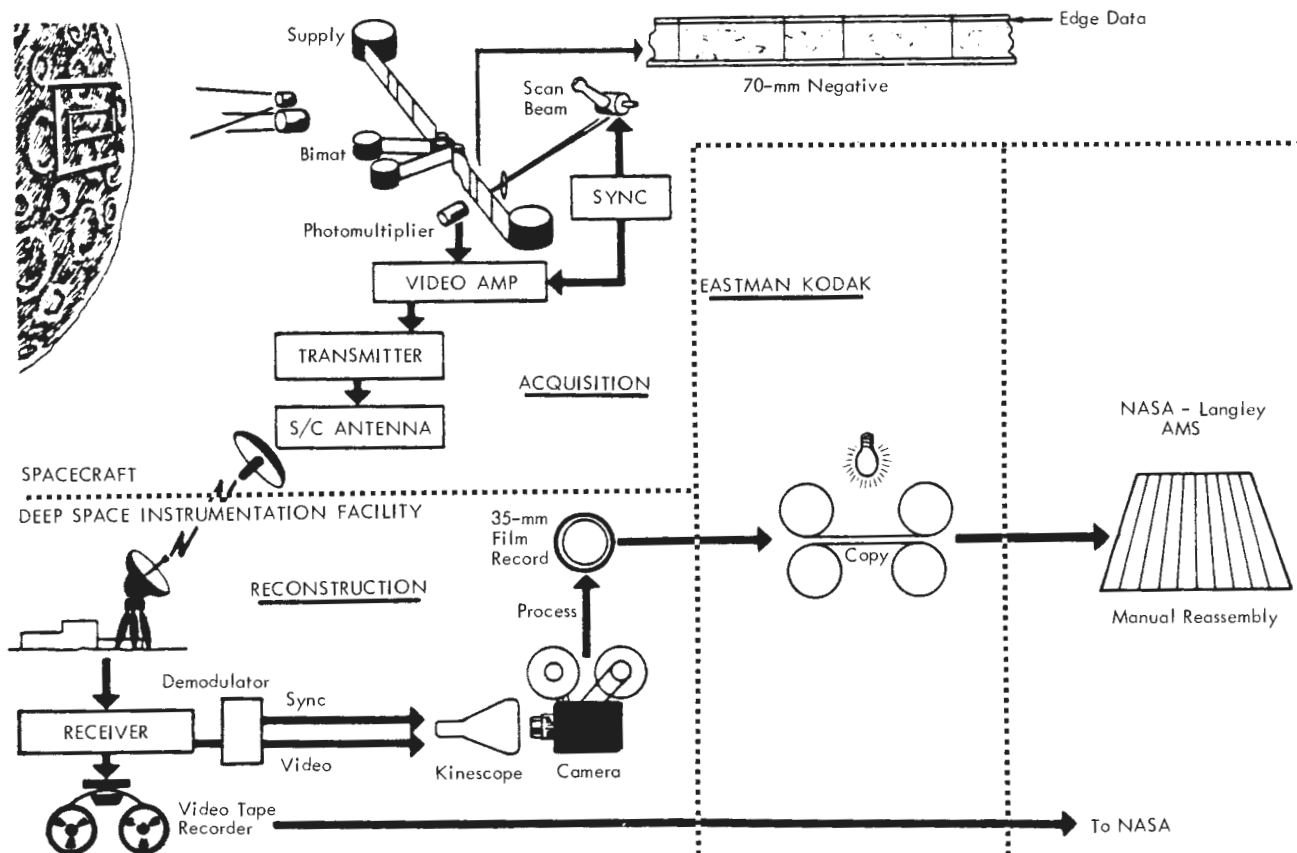 Supply
Edge Data
70-mm Negative
Scan
Beam
Bimat
SYNC
Photomultiplier
VIDEO AMP
EASTMAN KODAK
TRANSMITTER
ACQUISITION
S/C ANTENNA
NASA - Langley
AMS
SPACECRAFT
DEEP SPACE INSTRUMENTATION FACILITY
35-mm
Film
Record
Copy
RECONSTRUCTION
Process
Manual Reassembly
Demodulator
Sync
RECEIVER
Video
Kinescope
Camera
Video Tape
Recorder
To NASA